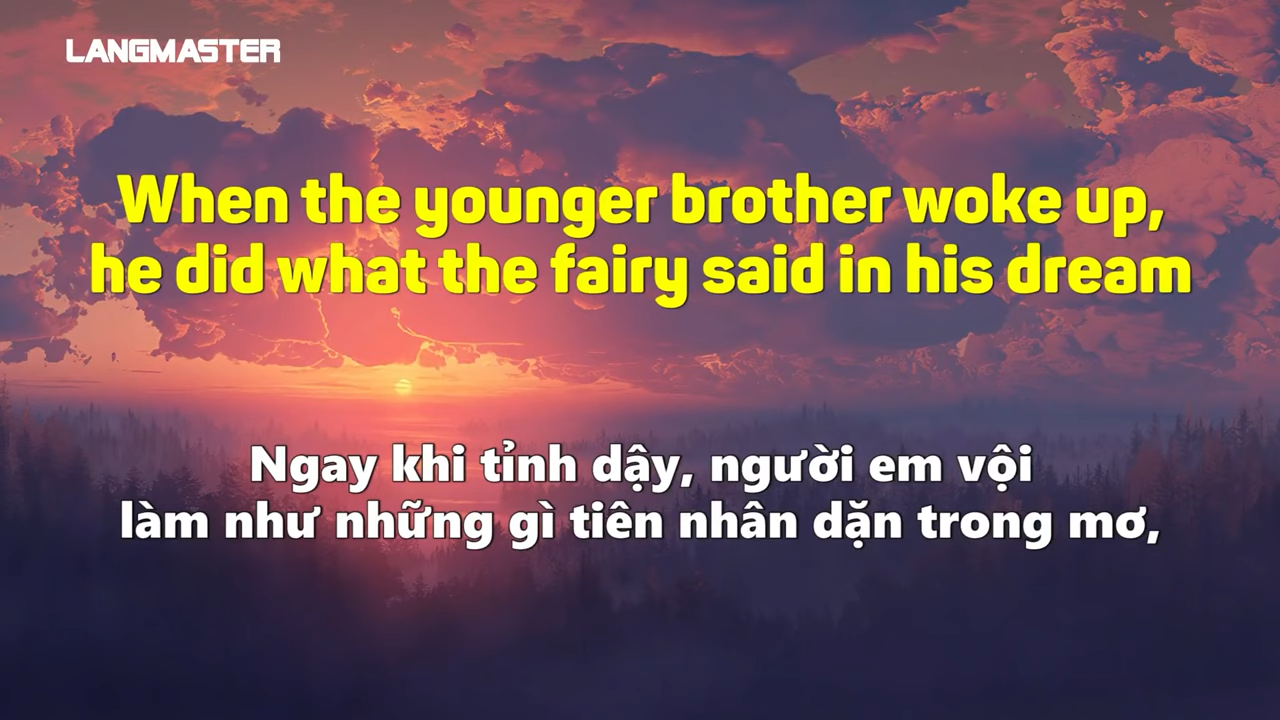 LANGMASTER
When the younger brother woke up,
he did what the fairy said in his dream
Ngay khi tỉnh dậy, người em vội
làm như những gì tiên nhân dặn trong mơ,